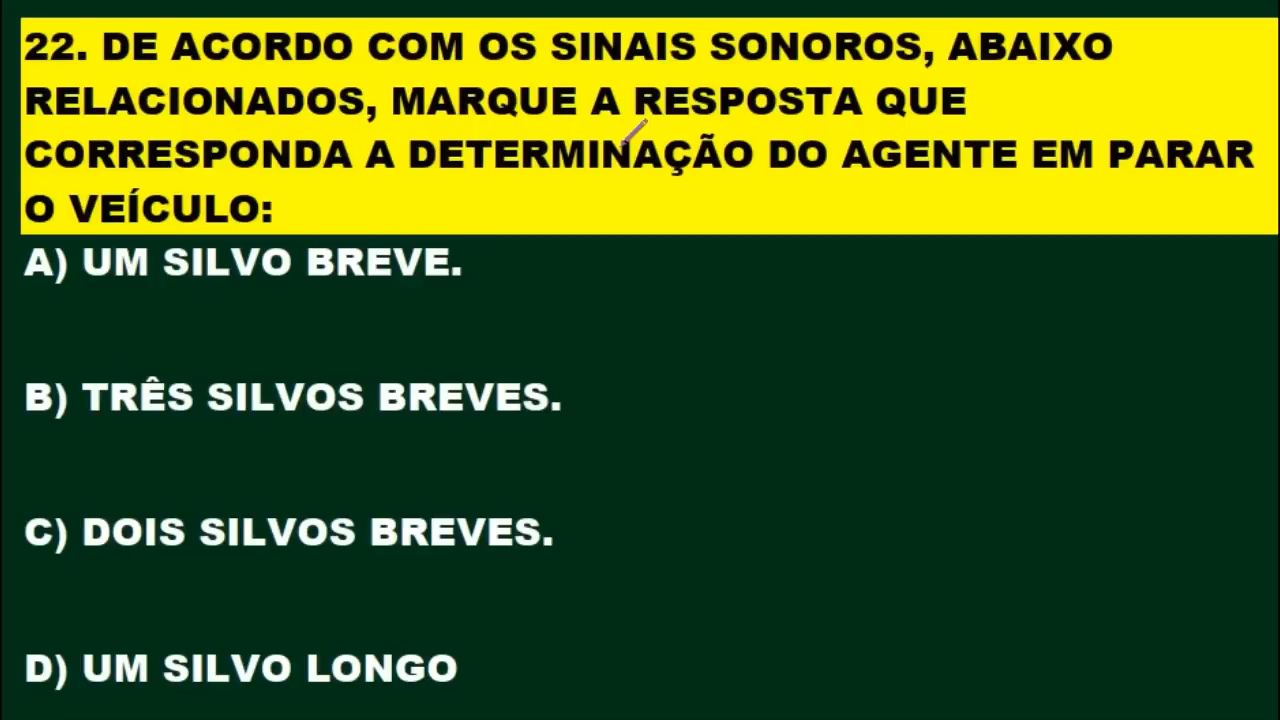 22. DE ACORDO COM OS SINAIS SONOROS, ABAIXO
RELACIONADOS, MARQUE A RESPOSTA QUE
CORRESPONDA A DETERMINAÇÃO DO AGENTE EM PARAR
O VEÍCULO:
A) UM SILVO BREVE.
B) TRÊS SILVOS BREVES.
C) DOIS SILVOS BREVES.
D) UM SILVO LONGO